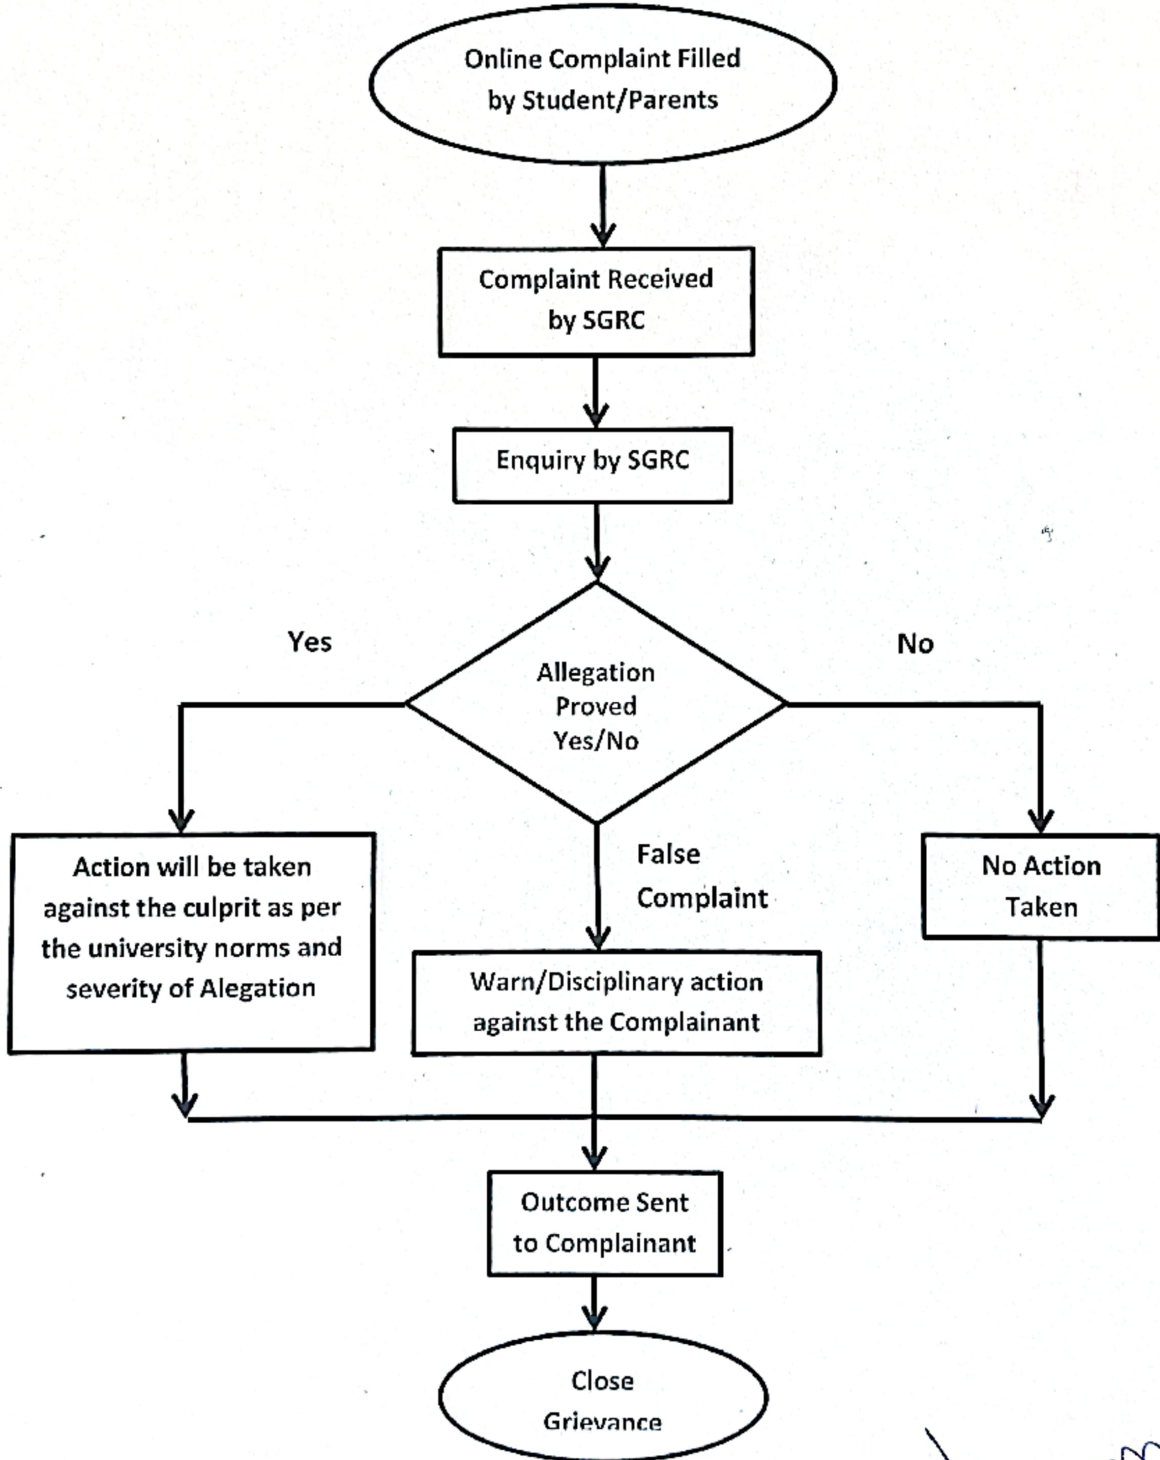 Online Complaint Filled
by Student/Parents
Complaint Received
by SGRC
Enquiry by SGRC
Allegation
Proved
Yes/No
Yes
No
False
Complaint
Action will be taken
against the culprit as per
the university norms and
severity of Alegation
Warn/Disciplinary action
against the Complainant
No Action
Taken
Outcome Sent
to Complainant
Close
Grievance